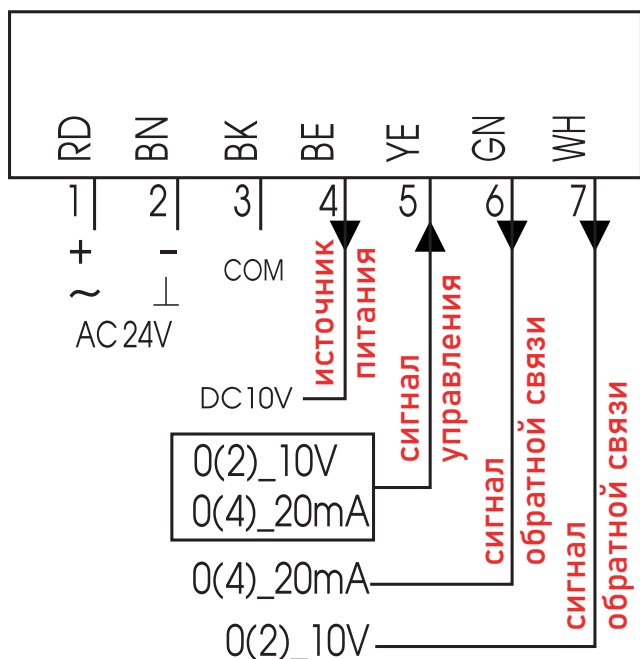 RD BN BK BE YE GN WH
1 2 3 4 5 6 7
+ -
~ ⊥
AC 24V
COM
источник
питания
DC10V
сигнал
управления
0(2)_10V
0(4)_20mA
сигнал
обратной связи
0(4)_20mA
сигнал
обратной связи
0(2)_10V